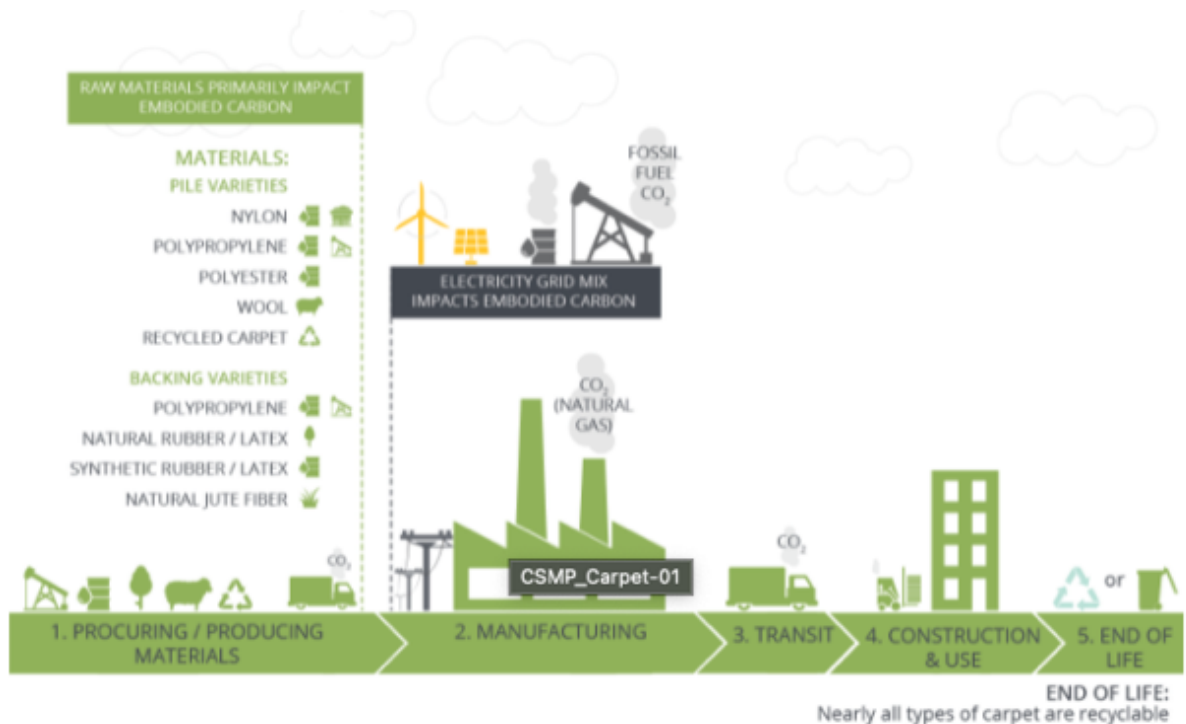 RAW MATERIALS PRIMARILY IMPACT
EMBODIED CARBON
MATERIALS:
PILE VARIETIES
NYLON
POLYPROPYLENE
POLYESTER
WOOL
RECYCLED CARPET
BACKING VARIETIES
POLYPROPYLENE
NATURAL RUBBER / LATEX
SYNTHETIC RUBBER / LATEX
NATURAL JUTE FIBER
FOSSIL
FUEL
CO₂
ELECTRICITY GRID MIX
IMPACTS EMBODIED CARBON
CO₂
(NATURAL
GAS)
CO₂
CSMP_Carpet-01
CO₂
or
1. PROCURING / PRODUCING
MATERIALS
2. MANUFACTURING
3. TRANSIT
4. CONSTRUCTION
& USE
5. END OF
LIFE
END OF LIFE:
Nearly all types of carpet are recyclable